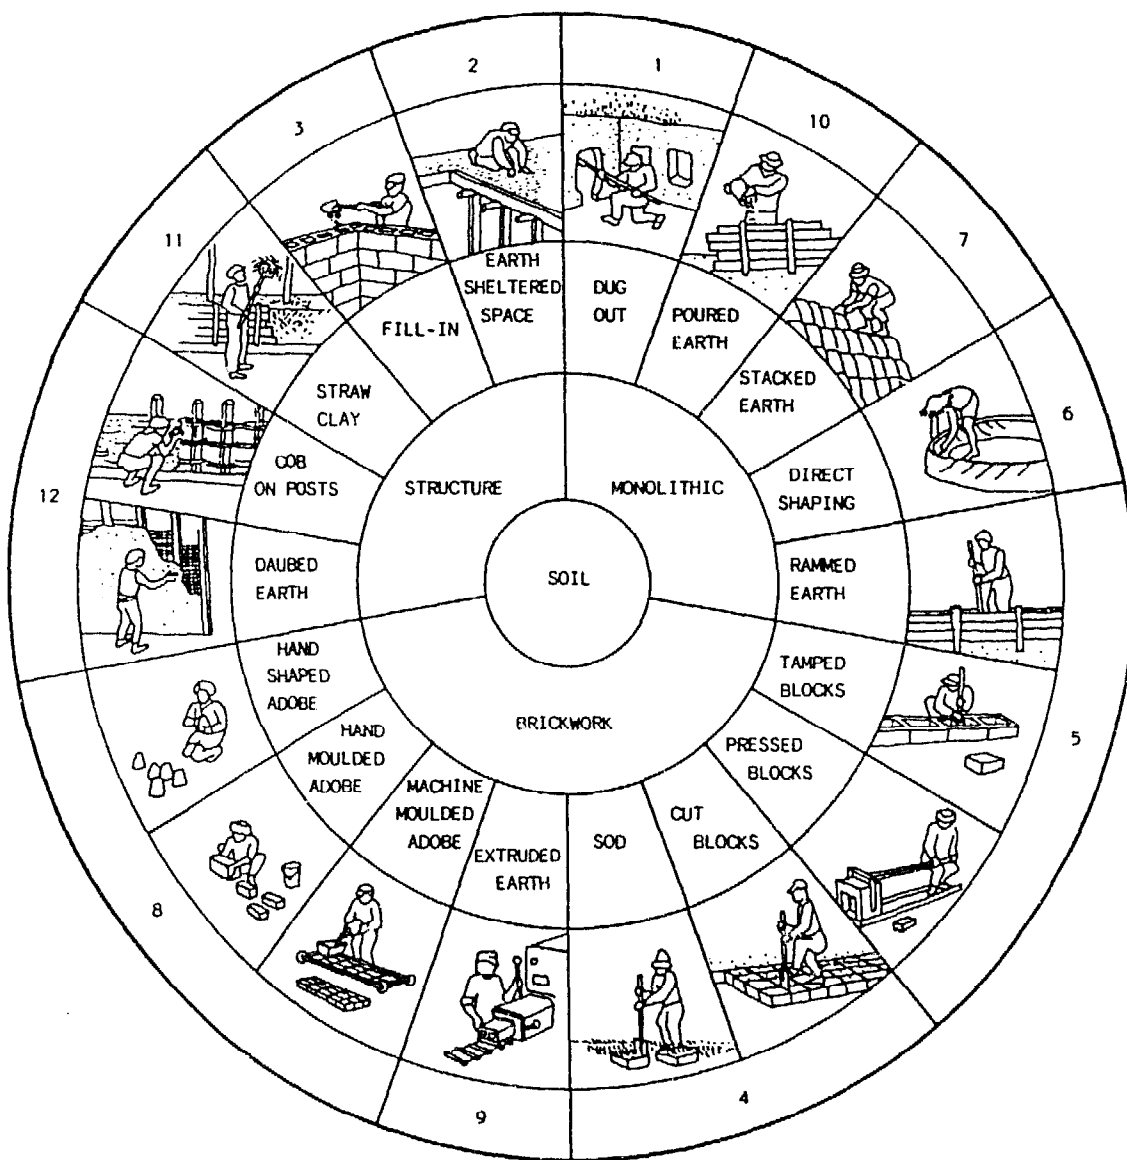 2
1
3
10
11
7
12
6
8
5
9
4
EARTH
SHELTERED
SPACE
DUG
OUT
POURED
EARTH
STACKED
EARTH
DIRECT
SHAPING
RAMMED
EARTH
TAMPED
BLOCKS
PRESSED
BLOCKS
CUT
BLOCKS
SOD
EXTRUDED
EARTH
MACHINE
MOULDED
ADOBE
HAND
MOULDED
ADOBE
HAND
SHAPED
ADOBE
DAUBED
EARTH
COB
ON POSTS
STRAW
CLAY
FILL-IN
STRUCTURE
MONOLITHIC
BRICKWORK
SOIL